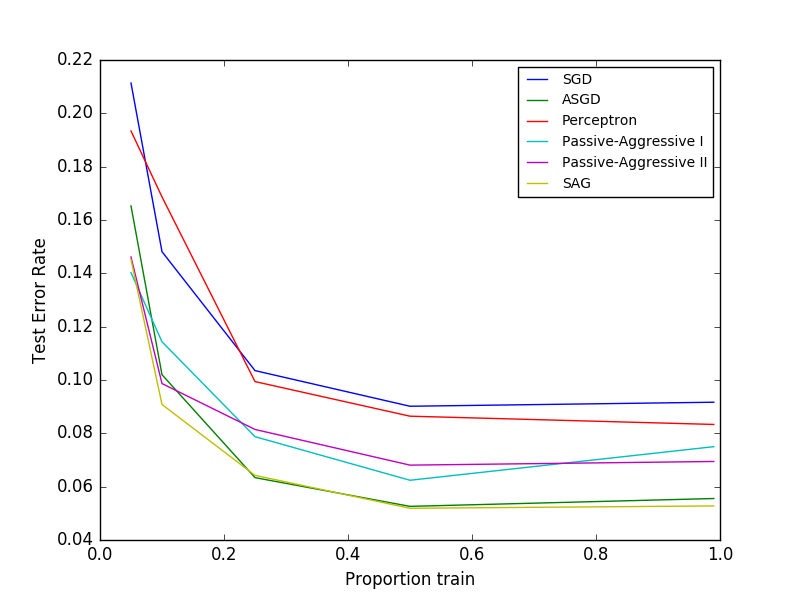 0.22
0.20
0.18
0.16
0.14
0.12
0.10
0.08
0.06
0.04
Test Error Rate
SGD
ASGD
Perceptron
Passive-Aggressive I
Passive-Aggressive II
SAG
0.0 0.2 0.4 0.6 0.8 1.0
Proportion train